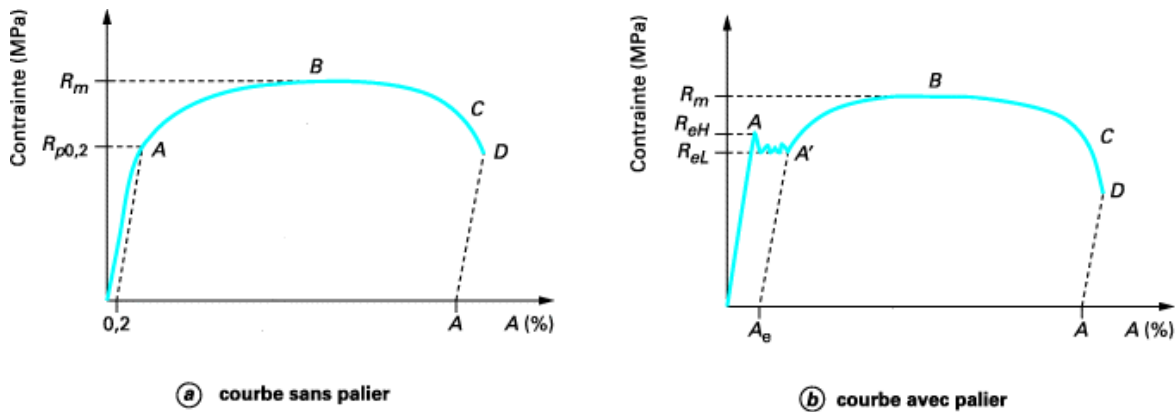 Contrainte (MPa)
R_m
R_p0,2
A
B
C
D
0,2
A
A (%)
a courbe sans palier
Contrainte (MPa)
R_m
R_eH
R_eL
A
A'
B
C
D
A_e
A
A (%)
b courbe avec palier